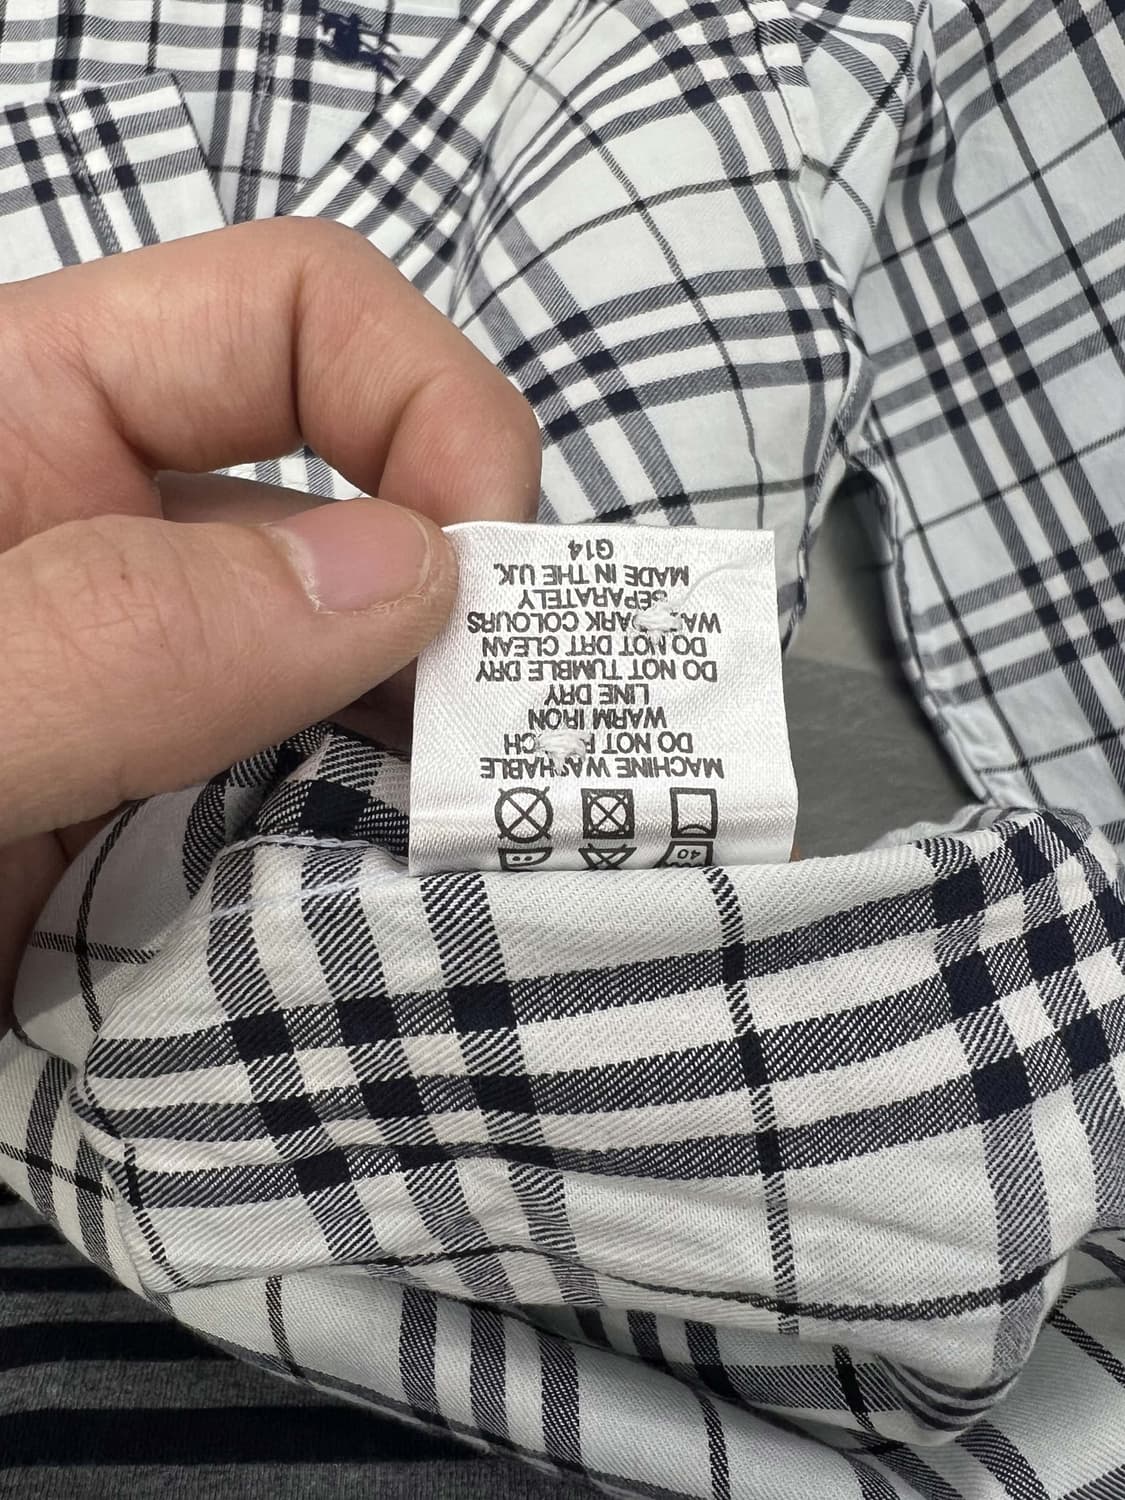 40
MACHINE WASHABLE
DO NOT
WARM IRON
LINE DRY
DO NOT TUMBLE DRY
DO NOT DRT CLEAN
COLOURS
SEPARATELY
MADE IN THE U.K.
G14